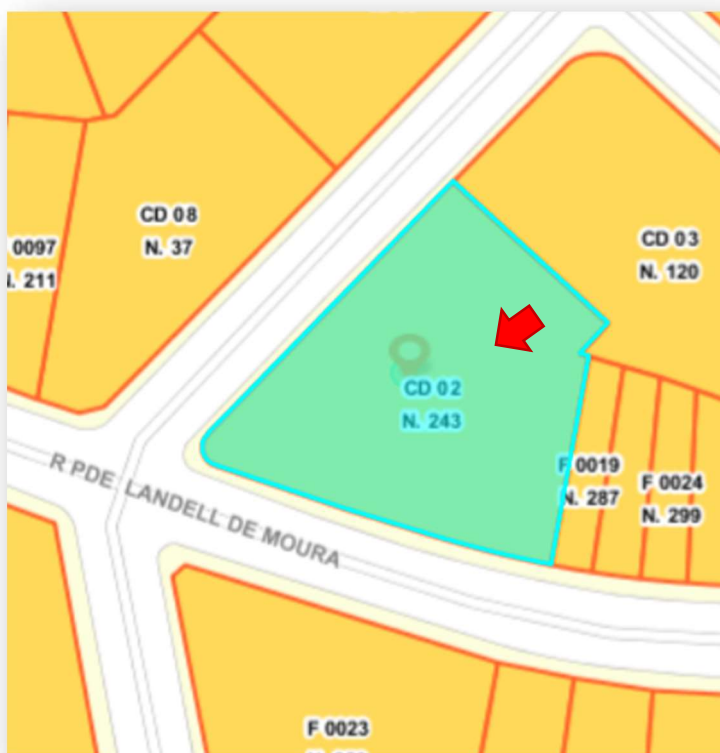 CD 08
N. 37
0097
N. 211
CD 03
N. 120
CD 02
N. 243
F 0019
N. 287
F 0024
N. 299
R PDE LANDELL DE MOURA
F 0023